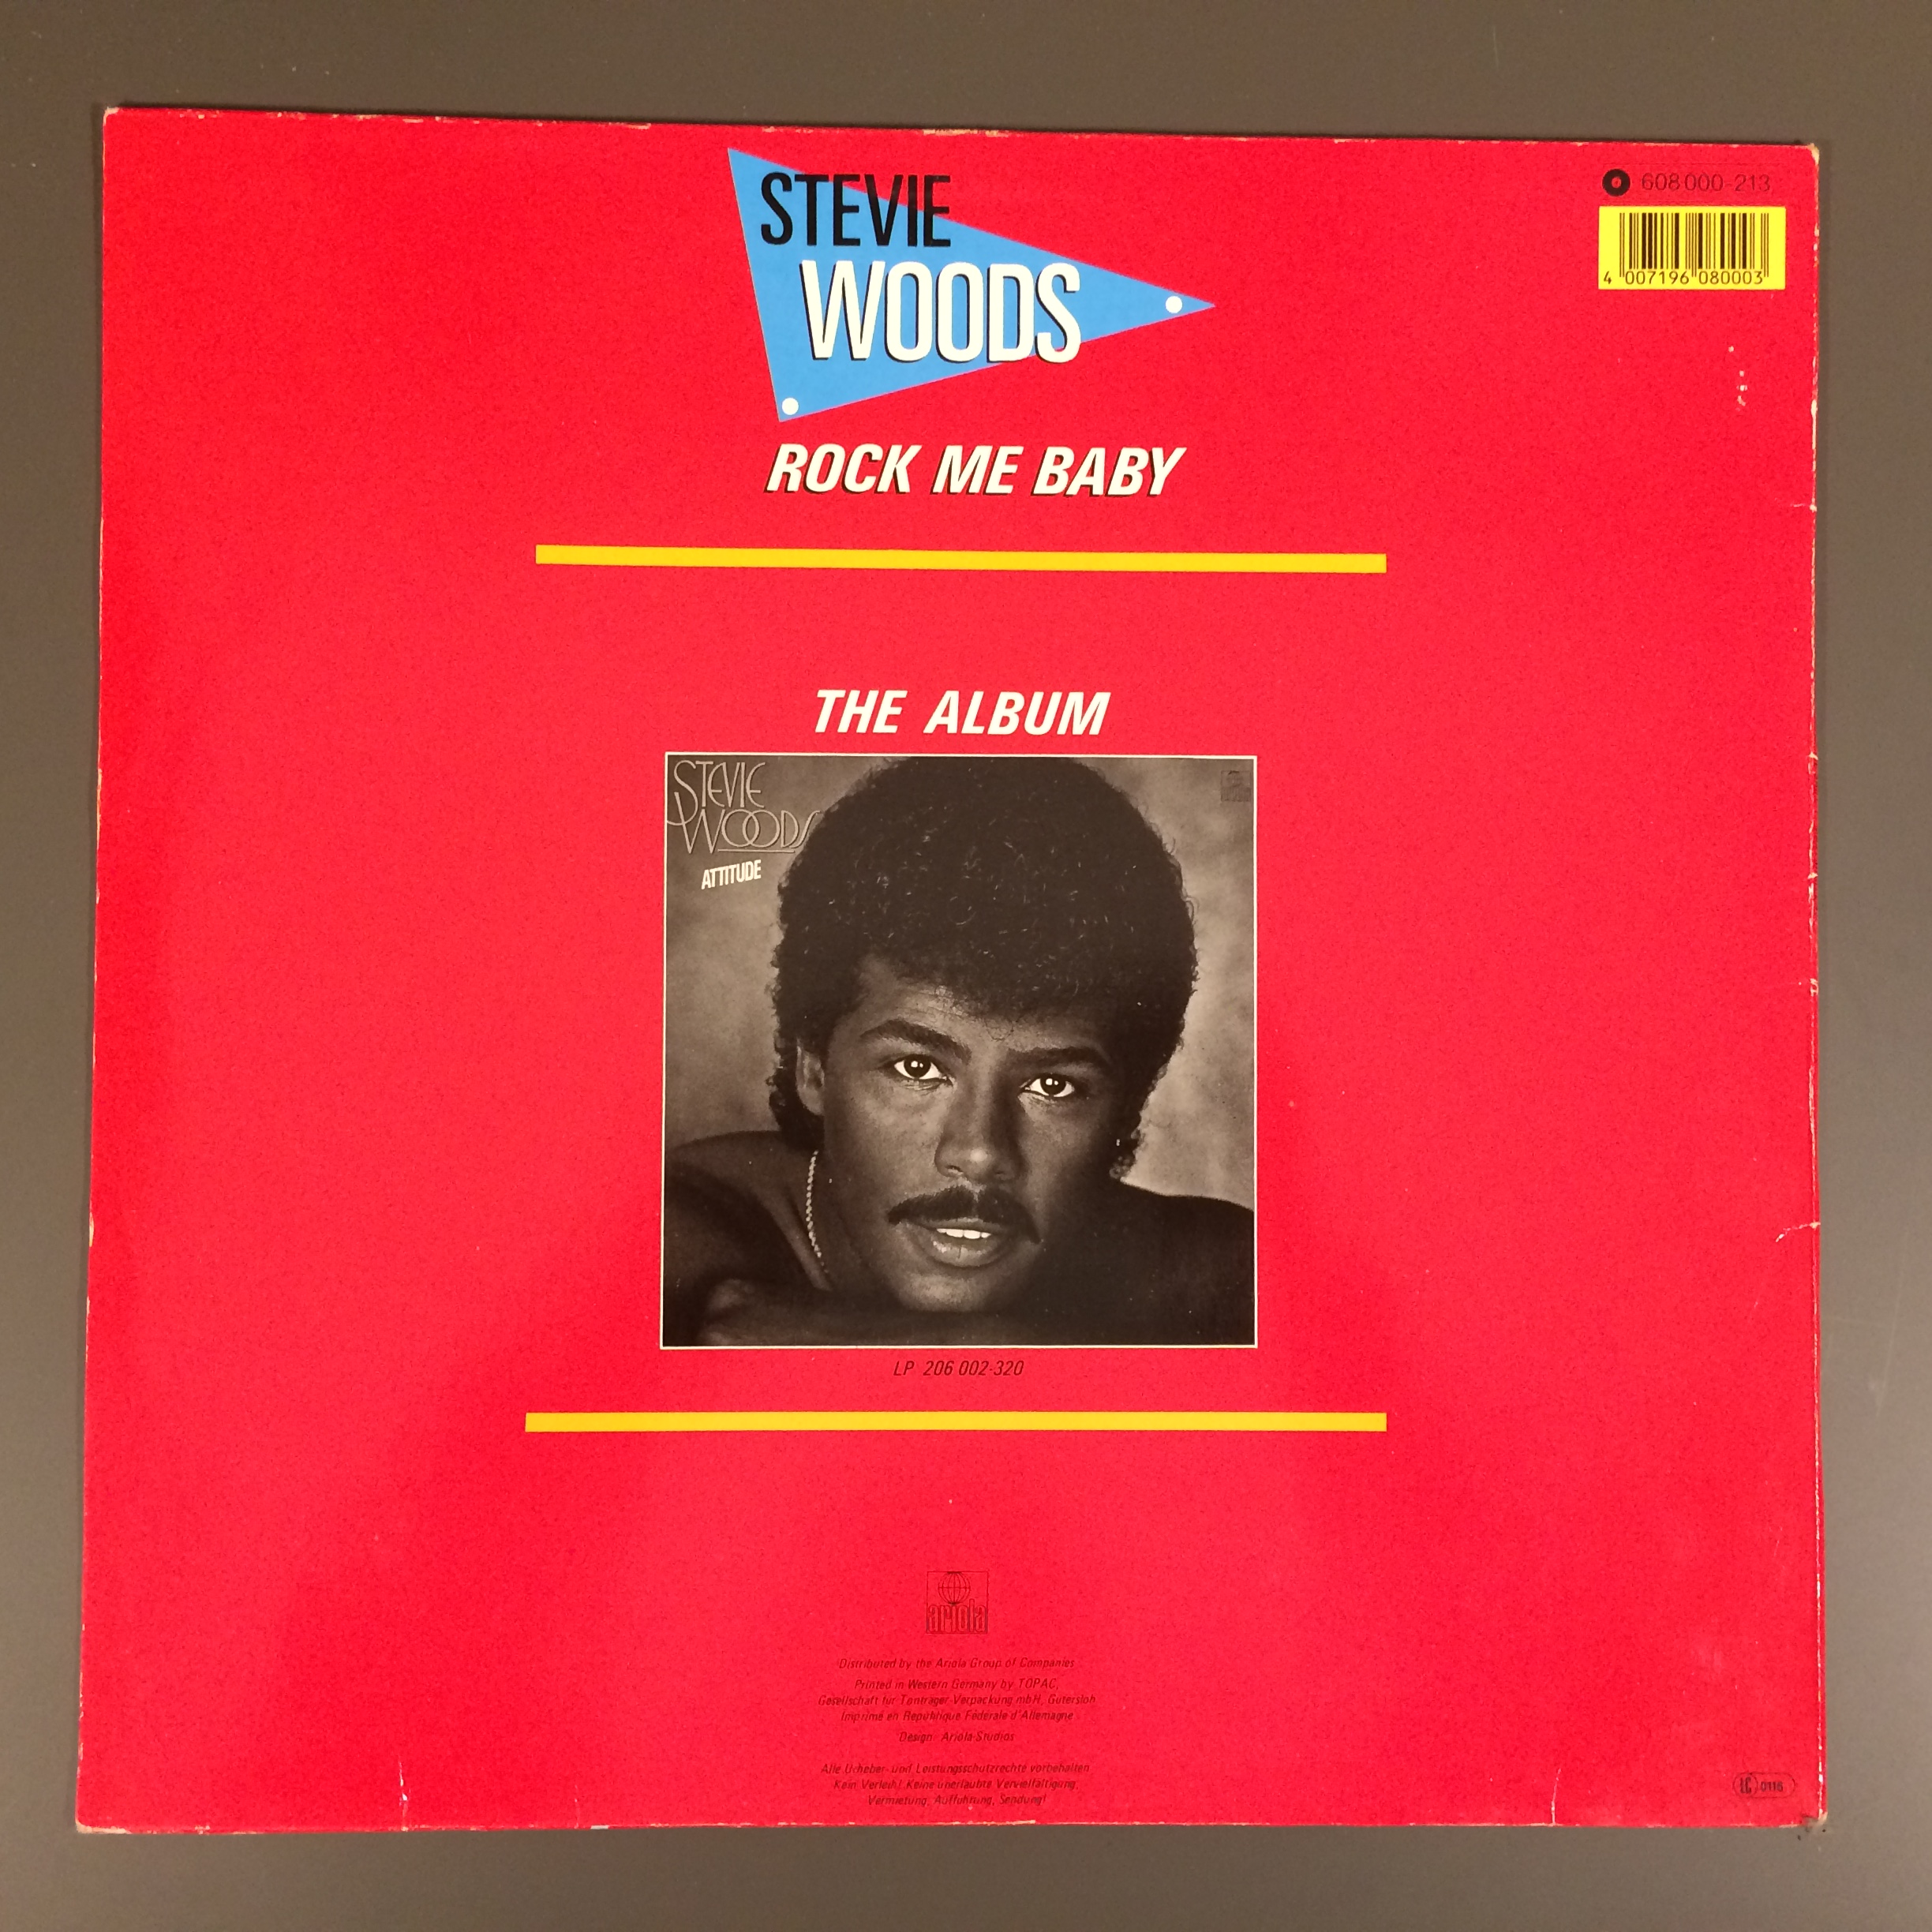 STEVIE
WOODS
608 000-213
4 007196 080003
ROCK ME BABY
THE ALBUM
STEVIE
WOODS
ATTITUDE
LP 206 002-320
ariola
Distributed by the Ariola Group of Companies
Printed in Western Germany by TOPAC,
Gesellschaft für Tonträger-Verpackung mbH, Gütersloh
Imprimé en République Fédérale d'Allemagne
Design: Ariola-Studios
Alle Urheber- und Leistungsschutzrechte vorbehalten
Kein Verleih! Keine unerlaubte Vervielfältigung,
Vermietung, Aufführung, Sendung!
LC 0116